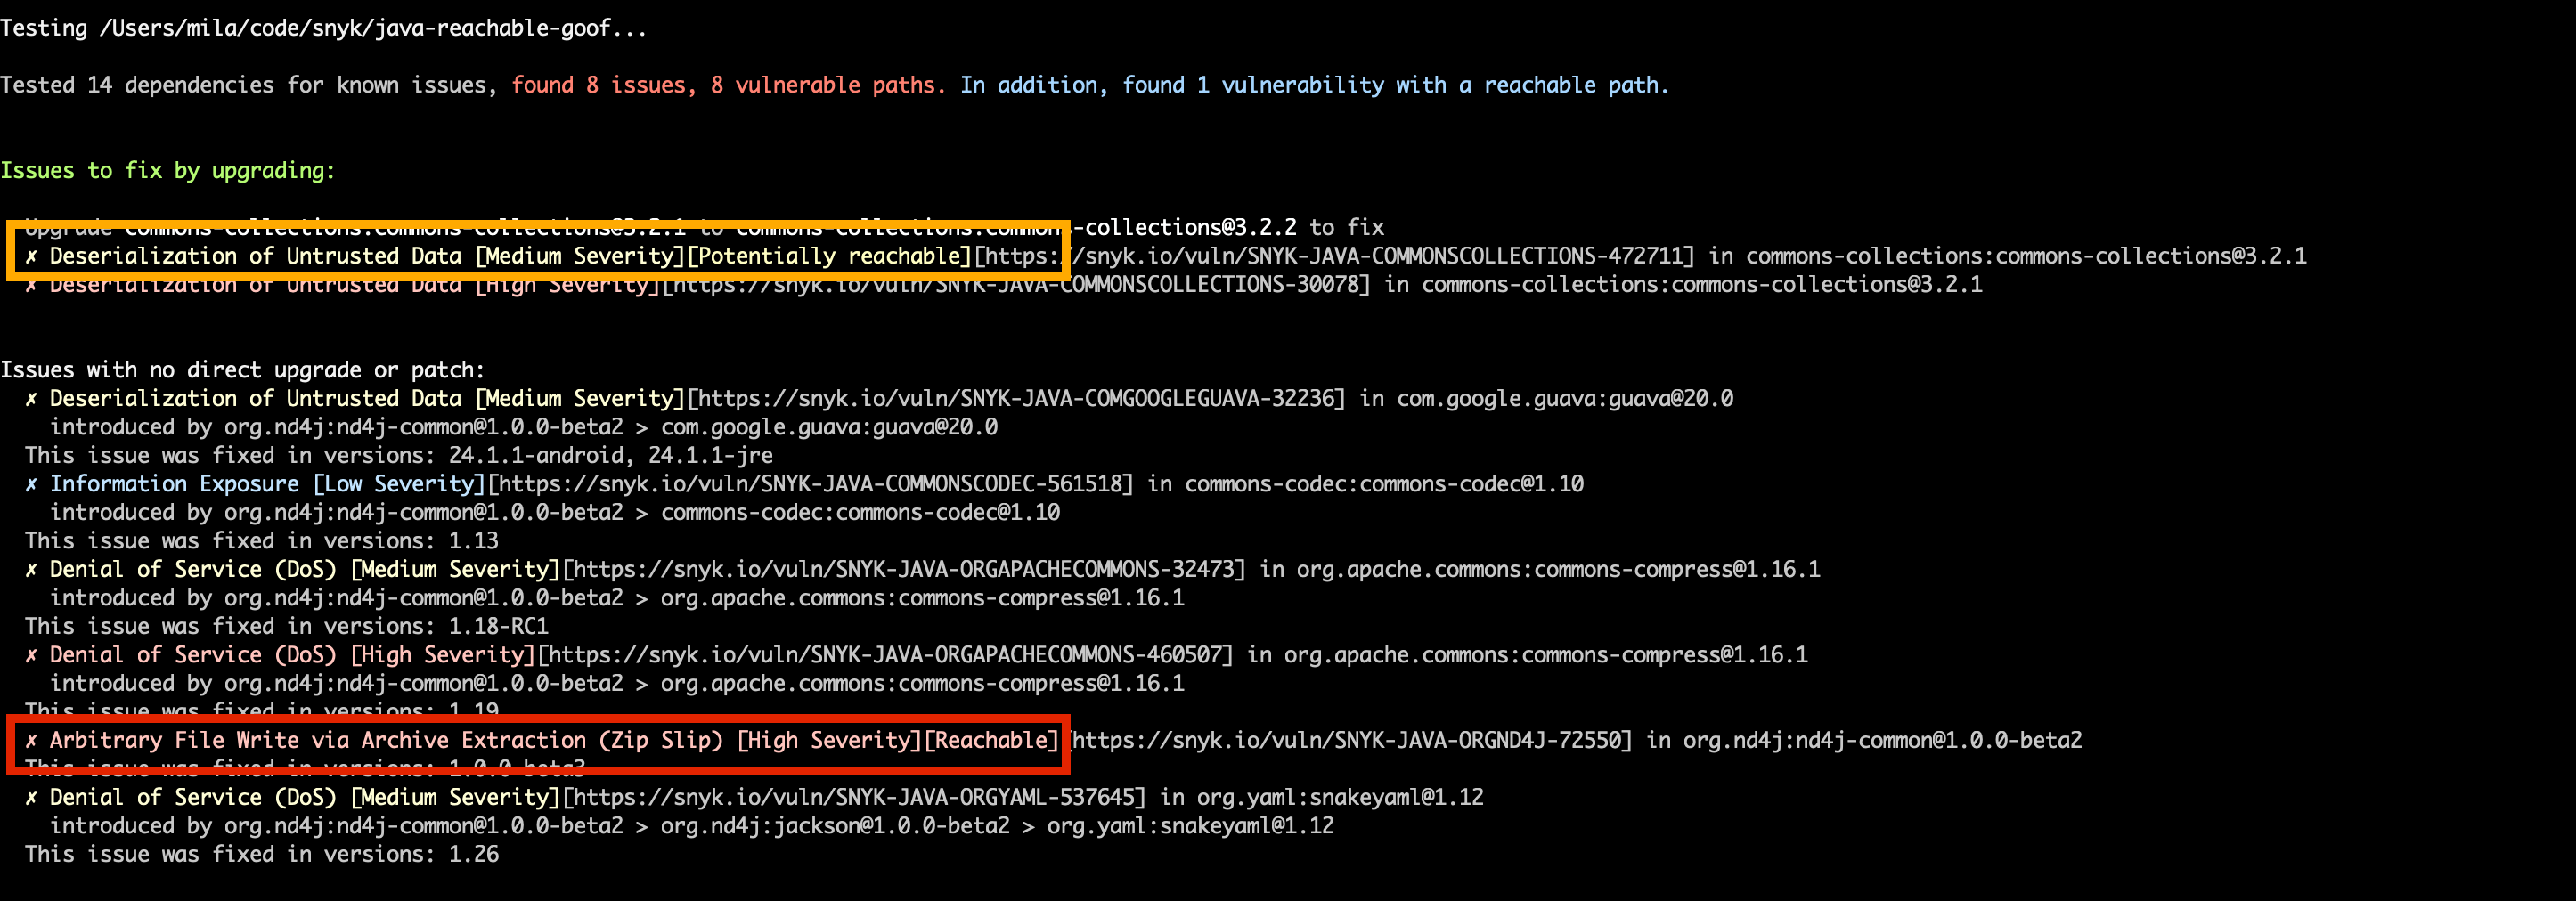 Testing /Users/mila/code/snyk/java-reachable-goof...
Tested 14 dependencies for known issues, found 8 issues, 8 vulnerable paths. In addition, found 1 vulnerability with a reachable path.
Issues to fix by upgrading:
Upgrade commons-collections:commons-collections@3.2.1 to commons-collections:commons-collections@3.2.2 to fix
✗ Deserialization of Untrusted Data [Medium Severity][Potentially reachable][https://snyk.io/vuln/SNYK-JAVA-COMMONSCOLLECTIONS-472711] in commons-collections:commons-collections@3.2.1
✗ Deserialization of Untrusted Data [High Severity][https://snyk.io/vuln/SNYK-JAVA-COMMONSCOLLECTIONS-30078] in commons-collections:commons-collections@3.2.1
Issues with no direct upgrade or patch:
✗ Deserialization of Untrusted Data [Medium Severity][https://snyk.io/vuln/SNYK-JAVA-COMGOOGLEGUAVA-32236] in com.google.guava:guava@20.0
introduced by org.nd4j:nd4j-common@1.0.0-beta2 > com.google.guava:guava@20.0
This issue was fixed in versions: 24.1.1-android, 24.1.1-jre
✗ Information Exposure [Low Severity][https://snyk.io/vuln/SNYK-JAVA-COMMONSCODEC-561518] in commons-codec:commons-codec@1.10
introduced by org.nd4j:nd4j-common@1.0.0-beta2 > commons-codec:commons-codec@1.10
This issue was fixed in versions: 1.13
✗ Denial of Service (DoS) [Medium Severity][https://snyk.io/vuln/SNYK-JAVA-ORGAPACHECOMMONS-32473] in org.apache.commons:commons-compress@1.16.1
introduced by org.nd4j:nd4j-common@1.0.0-beta2 > org.apache.commons:commons-compress@1.16.1
This issue was fixed in versions: 1.18-RC1
✗ Denial of Service (DoS) [High Severity][https://snyk.io/vuln/SNYK-JAVA-ORGAPACHECOMMONS-460507] in org.apache.commons:commons-compress@1.16.1
introduced by org.nd4j:nd4j-common@1.0.0-beta2 > org.apache.commons:commons-compress@1.16.1
This issue was fixed in versions: 1.19
✗ Arbitrary File Write via Archive Extraction (Zip Slip) [High Severity][Reachable][https://snyk.io/vuln/SNYK-JAVA-ORGND4J-72550] in org.nd4j:nd4j-common@1.0.0-beta2
This issue was fixed in versions: 1.0.0-beta3
✗ Denial of Service (DoS) [Medium Severity][https://snyk.io/vuln/SNYK-JAVA-ORGYAML-537645] in org.yaml:snakeyaml@1.12
introduced by org.nd4j:nd4j-common@1.0.0-beta2 > org.nd4j:jackson@1.0.0-beta2 > org.yaml:snakeyaml@1.12
This issue was fixed in versions: 1.26